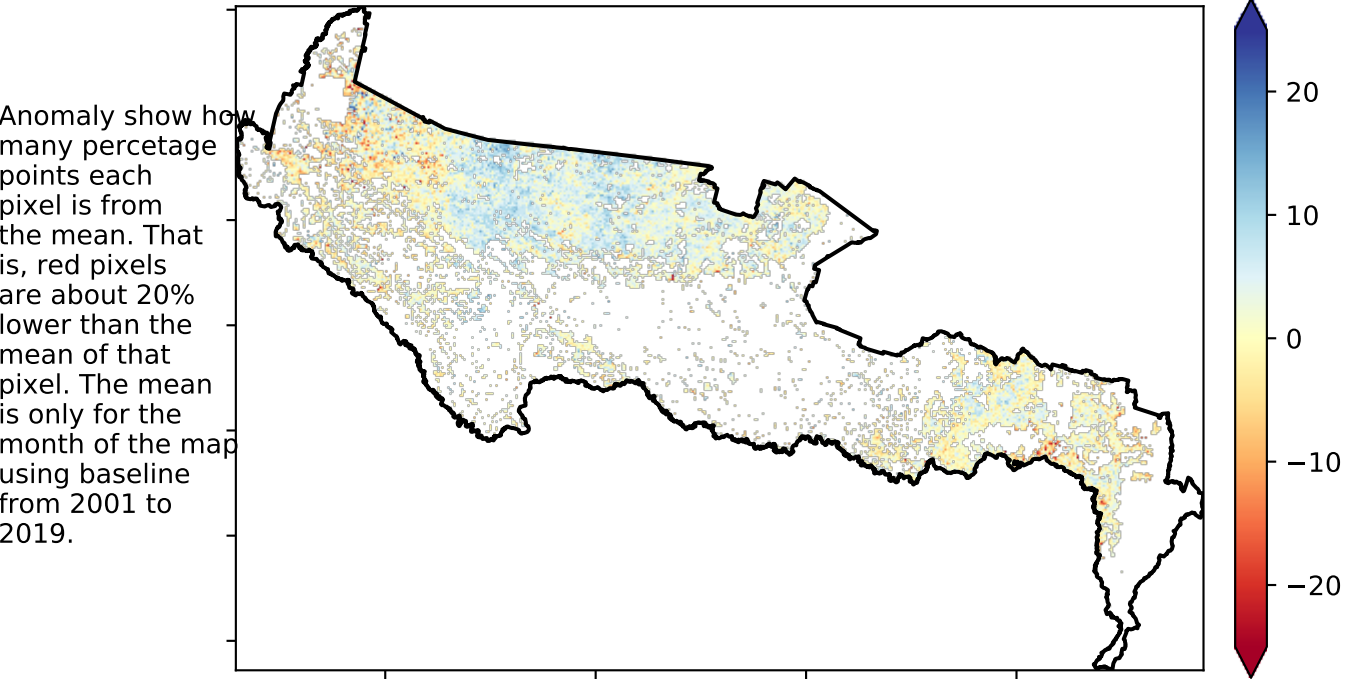 Anomaly show how
many percetage
points each
pixel is from
the mean. That
is, red pixels
are about 20%
lower than the
mean of that
pixel. The mean
is only for the
month of the map
using baseline
from 2001 to
2019.
20
10
0
−10
−20